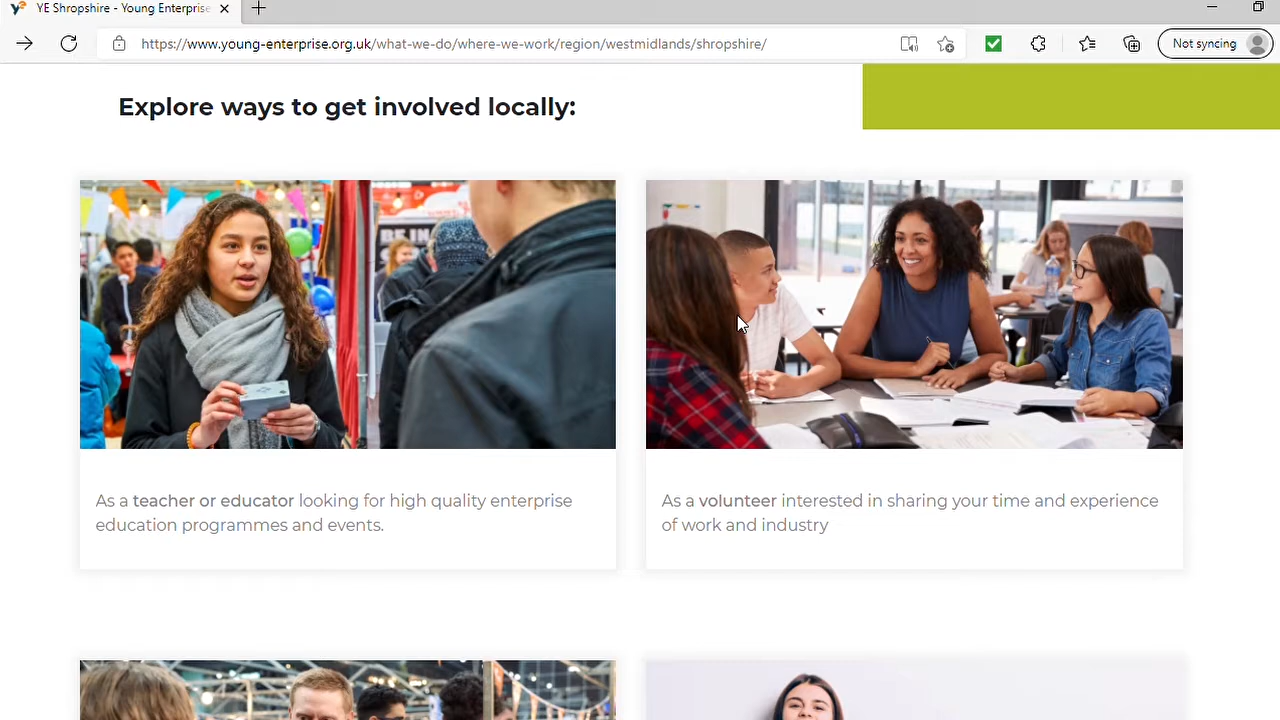 YE Shropshire - Young Enterprise
https://www.young-enterprise.org.uk/what-we-do/where-we-work/region/westmidlands/shropshire/
Not syncing
Explore ways to get involved locally:
BE IN
As a teacher or educator looking for high quality enterprise
education programmes and events.
As a volunteer interested in sharing your time and experience
of work and industry